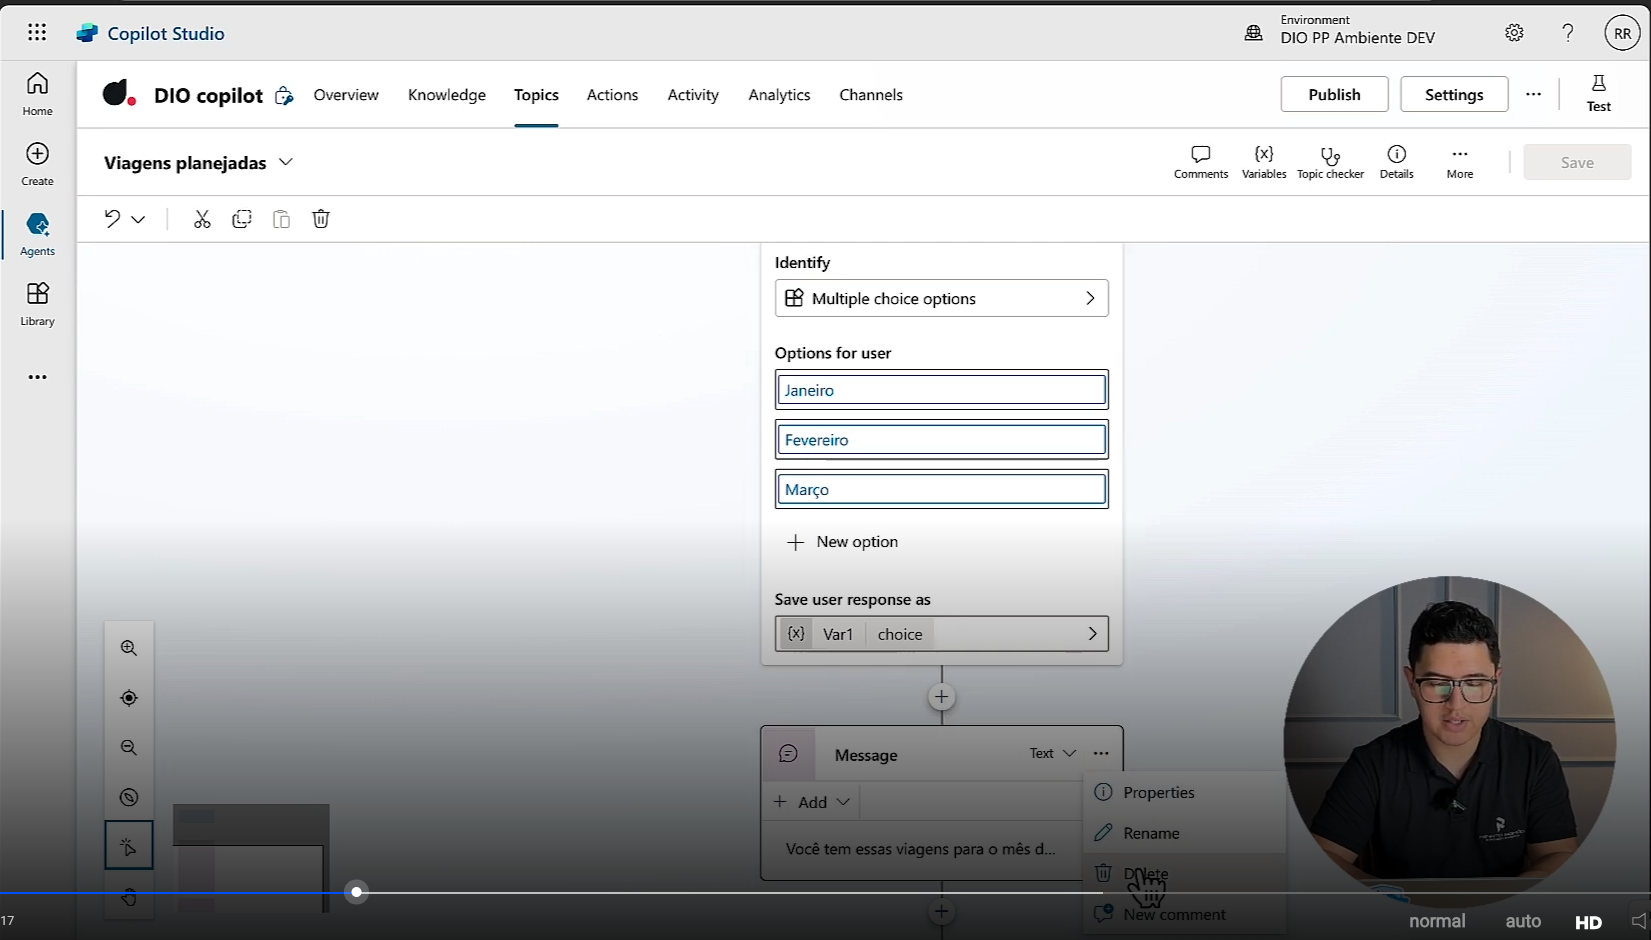 Copilot Studio
Environment
DIO PP Ambiente DEV
RR
Home
Create
Agents
Library
DIO copilot
Overview
Knowledge
Topics
Actions
Activity
Analytics
Channels
Publish
Settings
Test
Viagens planejadas
Comments
Variables
Topic checker
Details
More
Save
Identify
Multiple choice options
Options for user
Janeiro
Fevereiro
Março
New option
Save user response as
{x} Var1 choice
Message
Text
Add
Você tem essas viagens para o mês d...
Properties
Rename
Delete
New comment
17
normal
auto
HD